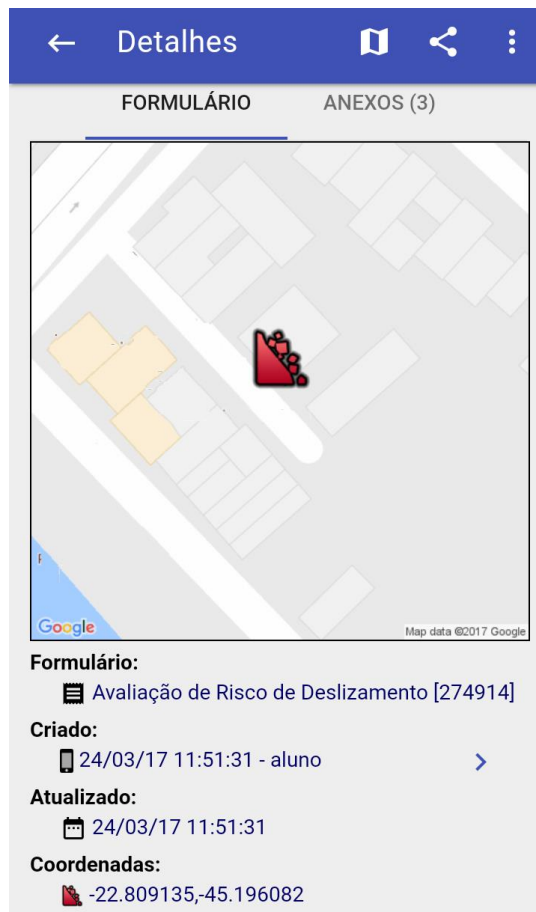 Detalhes
FORMULÁRIO
ANEXOS (3)
Google
Map data ©2017 Google
Formulário:
Avaliação de Risco de Deslizamento [274914]
Criado:
24/03/17 11:51:31 - aluno
Atualizado:
24/03/17 11:51:31
Coordenadas:
-22.809135,-45.196082